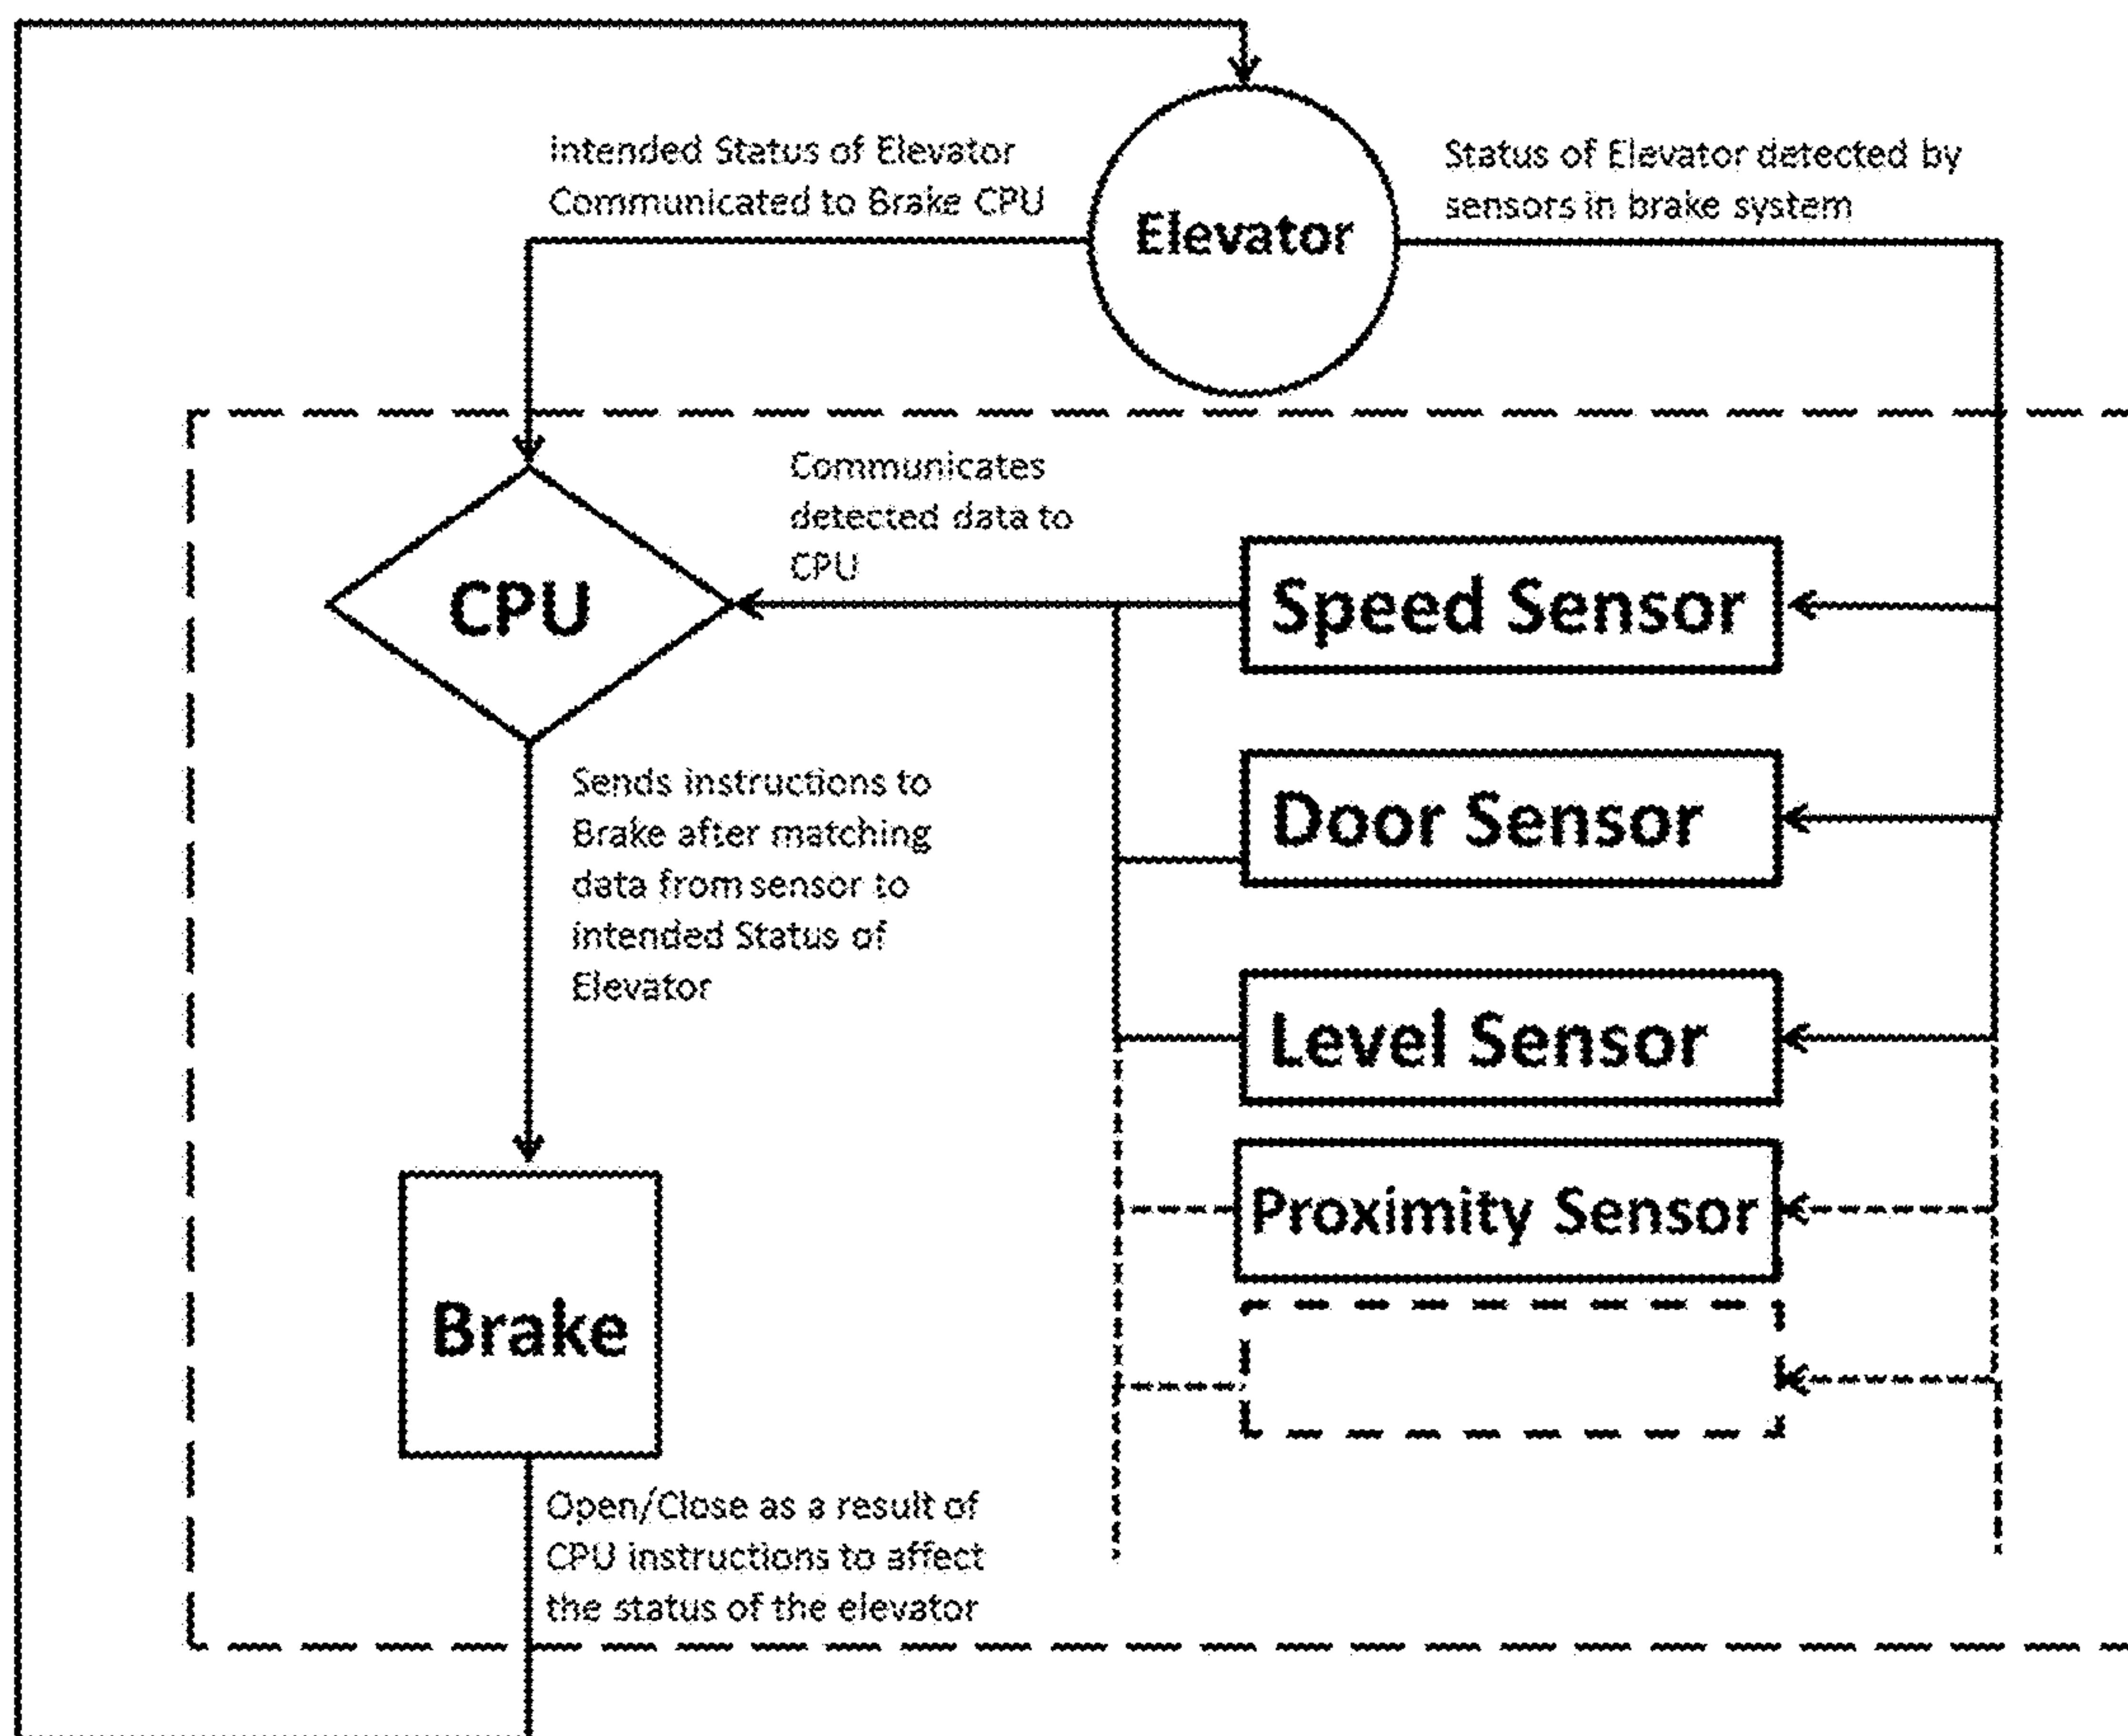 Intended Status of Elevator
Communicated to Brake CPU
Elevator
Status of Elevator detected by
sensors in brake system
Communicates
detected data to
CPU
CPU
Speed Sensor
Sends instructions to
Brake after matching
data from sensor to
intended Status of
Elevator
Door Sensor
Level Sensor
Proximity Sensor
Brake
Open/Close as a result of
CPU instructions to affect
the status of the elevator